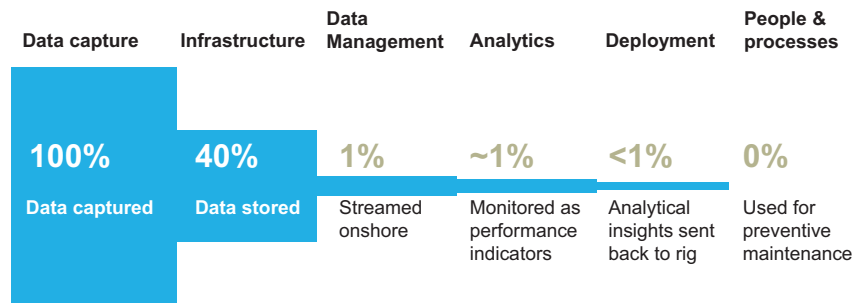 Data capture
Infrastructure
Data
Management
Analytics
Deployment
People &
processes
100%
40%
1%
~1%
<1%
0%
Data captured
Data stored
Streamed
onshore
Monitored as
performance
indicators
Analytical
insights sent
back to rig
Used for
preventive
maintenance